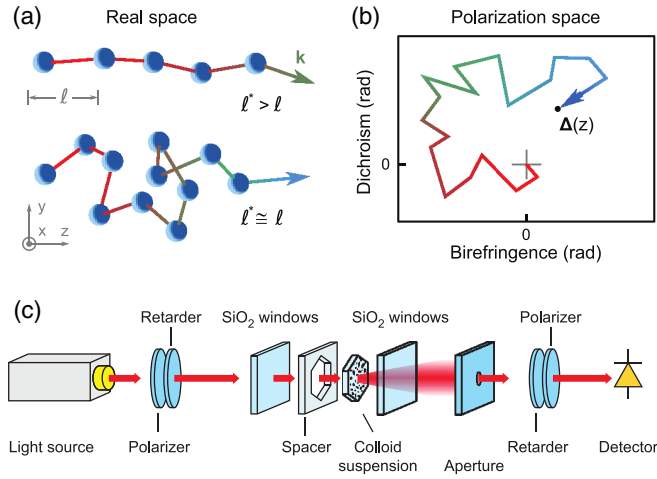 (a)
Real space
k
ℓ
ℓ* > ℓ
ℓ* ≅ ℓ
y
x
z
(b)
Polarization space
Dichroism (rad)
0
Δ(z)
0
Birefringence (rad)
(c)
Retarder
SiO₂ windows
SiO₂ windows
Polarizer
Light source
Polarizer
Spacer
Colloid
suspension
Aperture
Retarder
Detector